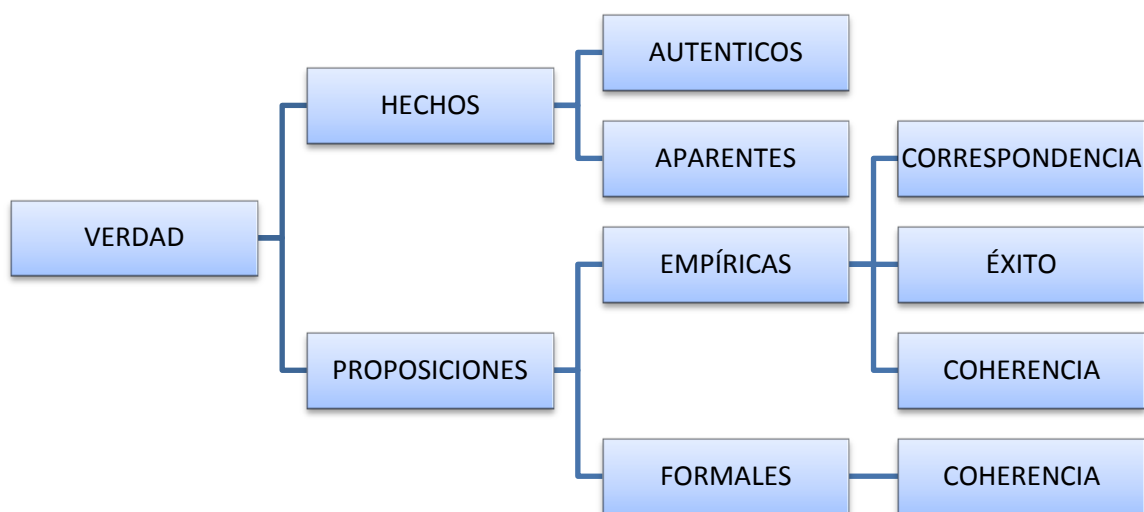 VERDAD
HECHOS
AUTENTICOS
APARENTES
PROPOSICIONES
EMPÍRICAS
CORRESPONDENCIA
ÉXITO
COHERENCIA
FORMALES
COHERENCIA